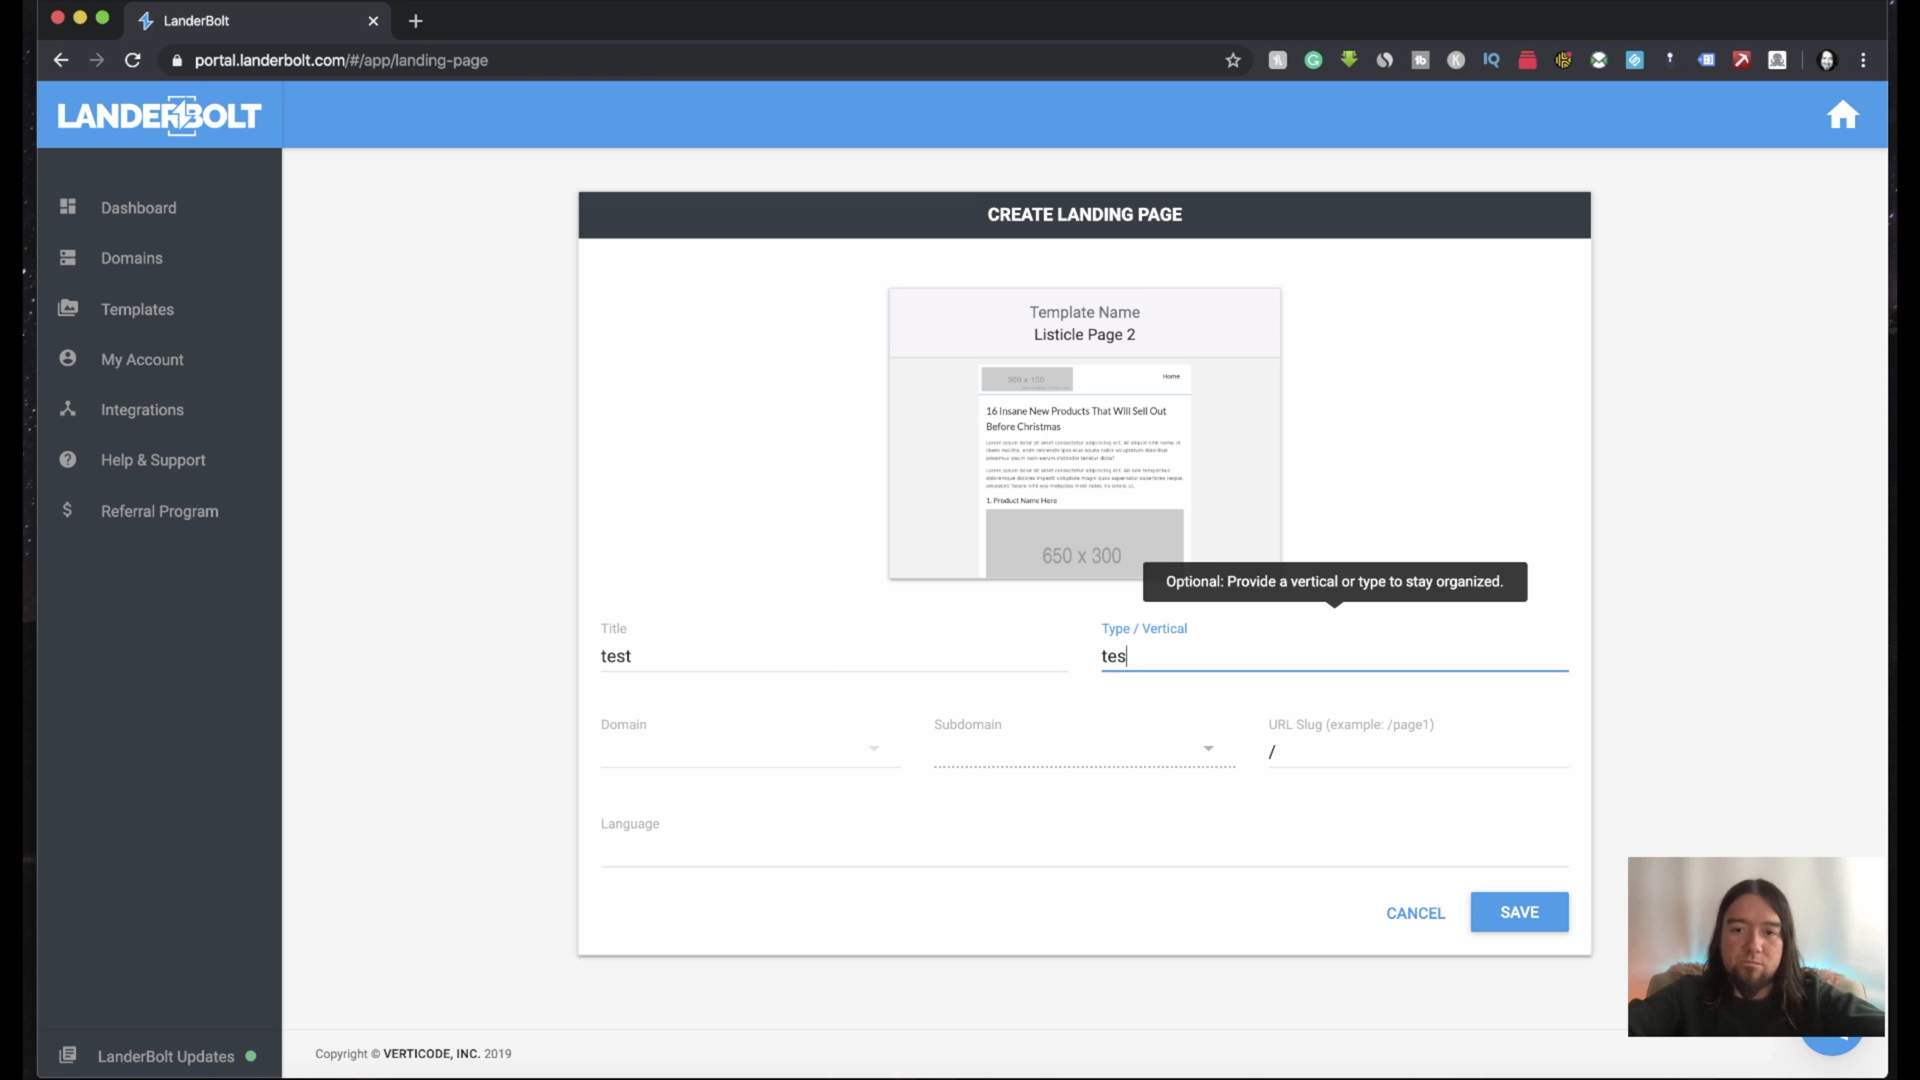 LanderBolt
portal.landerbolt.com/#/app/landing-page
LANDERBOLT
Dashboard
Domains
Templates
My Account
Integrations
Help & Support
Referral Program
LanderBolt Updates
CREATE LANDING PAGE
Template Name
Listicle Page 2
300 x 100
Home
16 Insane New Products That Will Sell Out
Before Christmas
1. Product Name Here
650 x 300
Optional: Provide a vertical or type to stay organized.
Title
test
Type / Vertical
tes
Domain
Subdomain
URL Slug (example: /page1)
/
Language
CANCEL
SAVE
Copyright © VERTICODE, INC. 2019